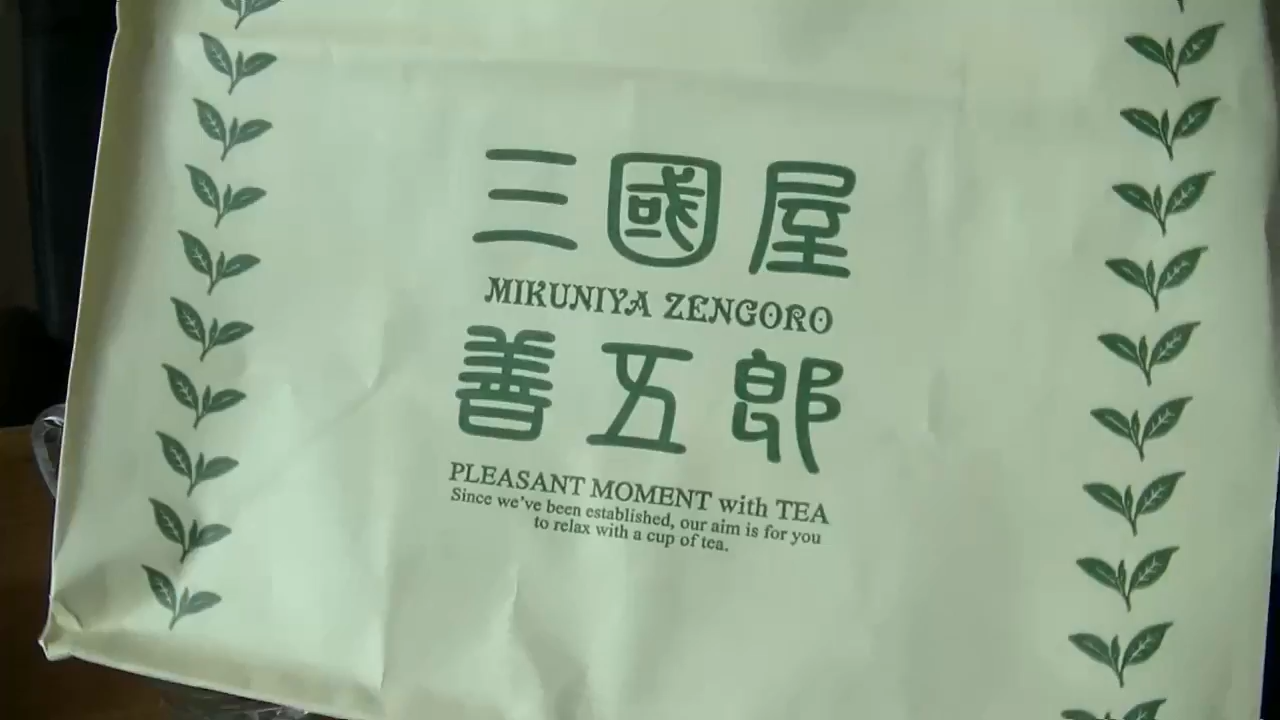 三國屋
MIKUNIYA ZENGORO
善五郎
PLEASANT MOMENT with TEA
Since we've been established, our aim is for you
to relax with a cup of tea.